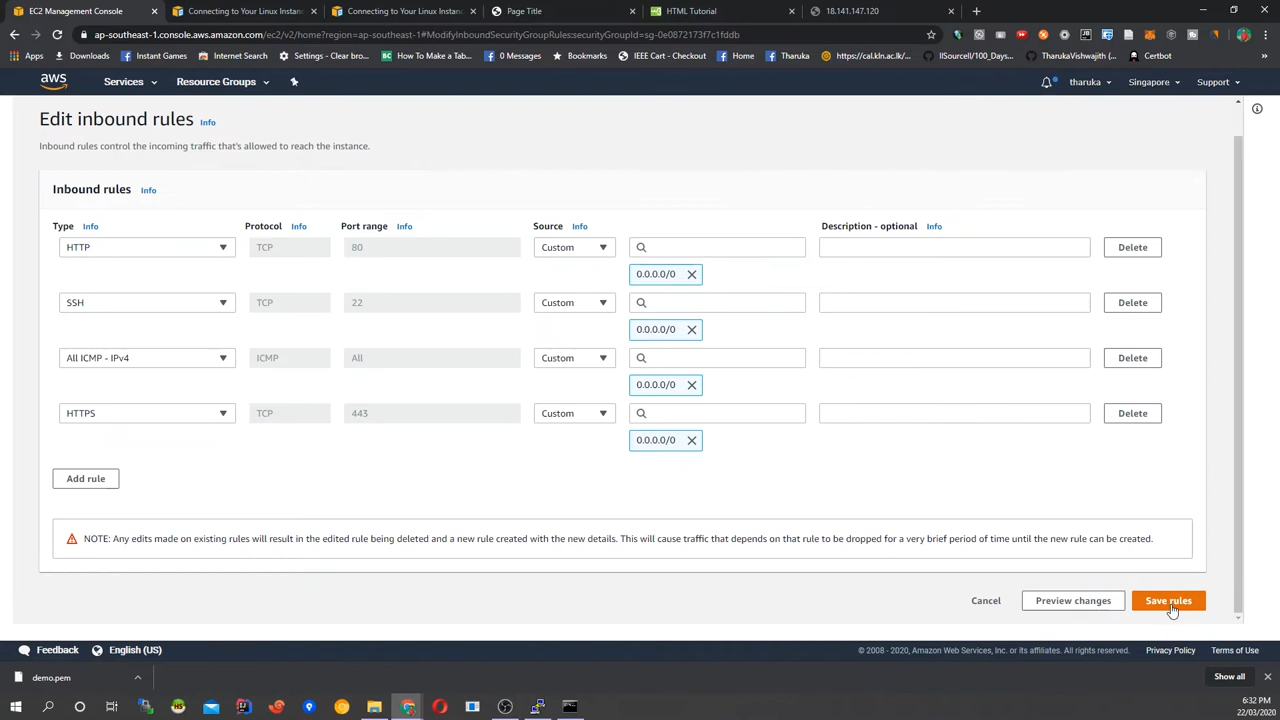 EC2 Management Console
Connecting to Your Linux Instanc
Connecting to Your Linux Instanc
Page Title
HTML Tutorial
18.141.147.120
ap-southeast-1.console.aws.amazon.com/ec2/v2/home?region=ap-southeast-1#ModifyInboundSecurityGroupRules:securityGroupId=sg-0e0872173f7c1fddb
Apps
Downloads
Instant Games
Internet Search
Settings - Clear bro...
How To Make a Tab...
0 Messages
Bookmarks
IEEE Cart - Checkout
Home
Tharuka
https://cal.kln.ac.lk/...
llSourcell/100_Days...
TharukaVishwajith (...
Certbot
aws
Services
Resource Groups
tharuka
Singapore
Support
Edit inbound rules Info
Inbound rules control the incoming traffic that's allowed to reach the instance.
Inbound rules Info
Type Info
Protocol Info
Port range Info
Source Info
Description - optional Info
HTTP
TCP
80
Custom
Delete
0.0.0.0/0
SSH
TCP
22
Custom
Delete
0.0.0.0/0
All ICMP - IPv4
ICMP
All
Custom
Delete
0.0.0.0/0
HTTPS
TCP
443
Custom
Delete
0.0.0.0/0
Add rule
NOTE: Any edits made on existing rules will result in the edited rule being deleted and a new rule created with the new details. This will cause traffic that depends on that rule to be dropped for a very brief period of time until the new rule can be created.
Cancel
Preview changes
Save rules
Feedback
English (US)
© 2008 - 2020, Amazon Web Services, Inc. or its affiliates. All rights reserved.
Privacy Policy
Terms of Use
demo.pem
Show all
6:32 PM
22/03/2020